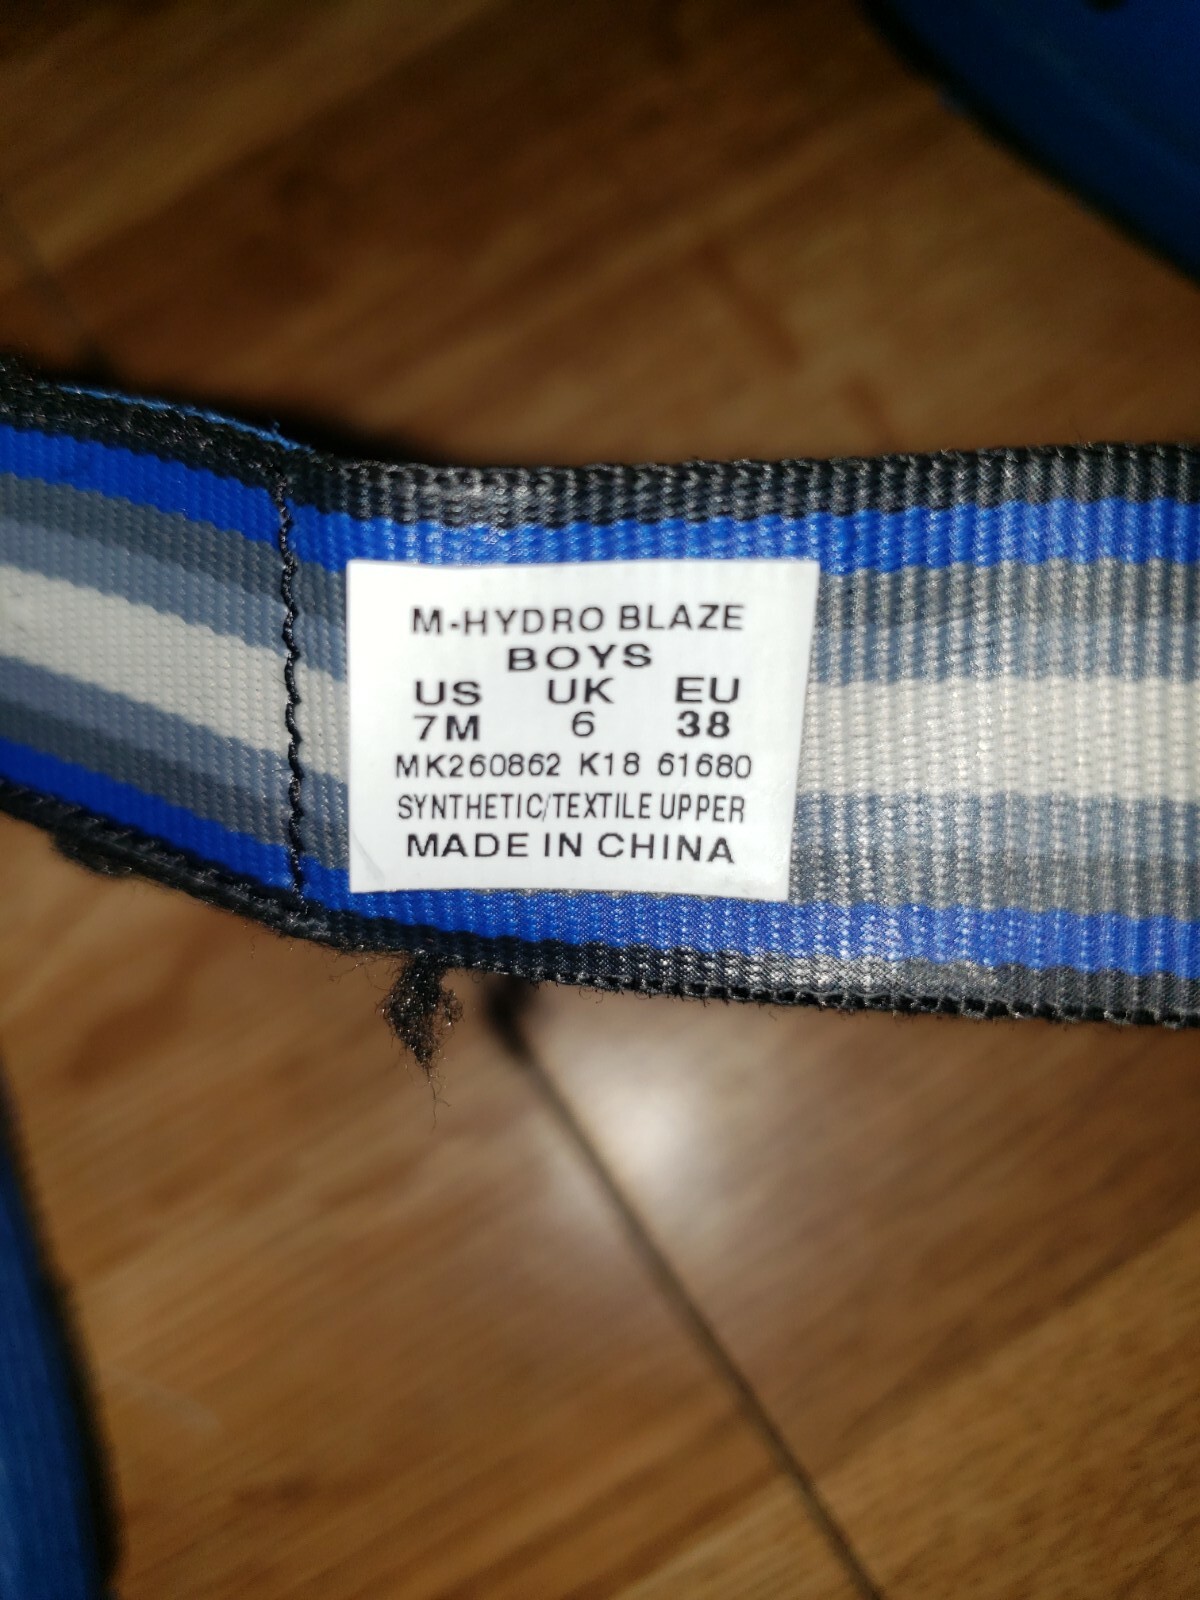 M-HYDRO BLAZE
BOYS
US UK EU
7M 6 38
MK260862 K18 61680
SYNTHETIC/TEXTILE UPPER
MADE IN CHINA